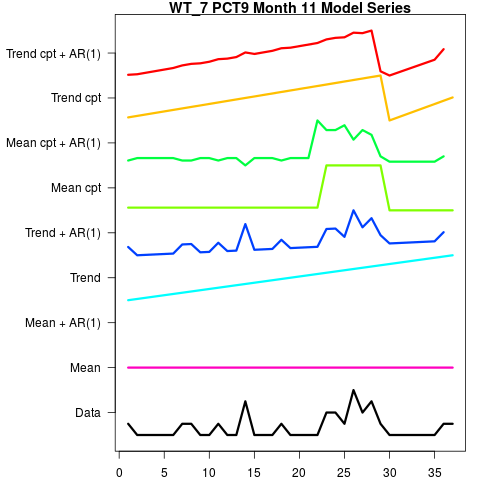 WT_7 PCT9 Month 11 Model Series
Trend cpt + AR(1)
Trend cpt
Mean cpt + AR(1)
Mean cpt
Trend + AR(1)
Trend
Mean + AR(1)
Mean
Data
0 5 10 15 20 25 30 35